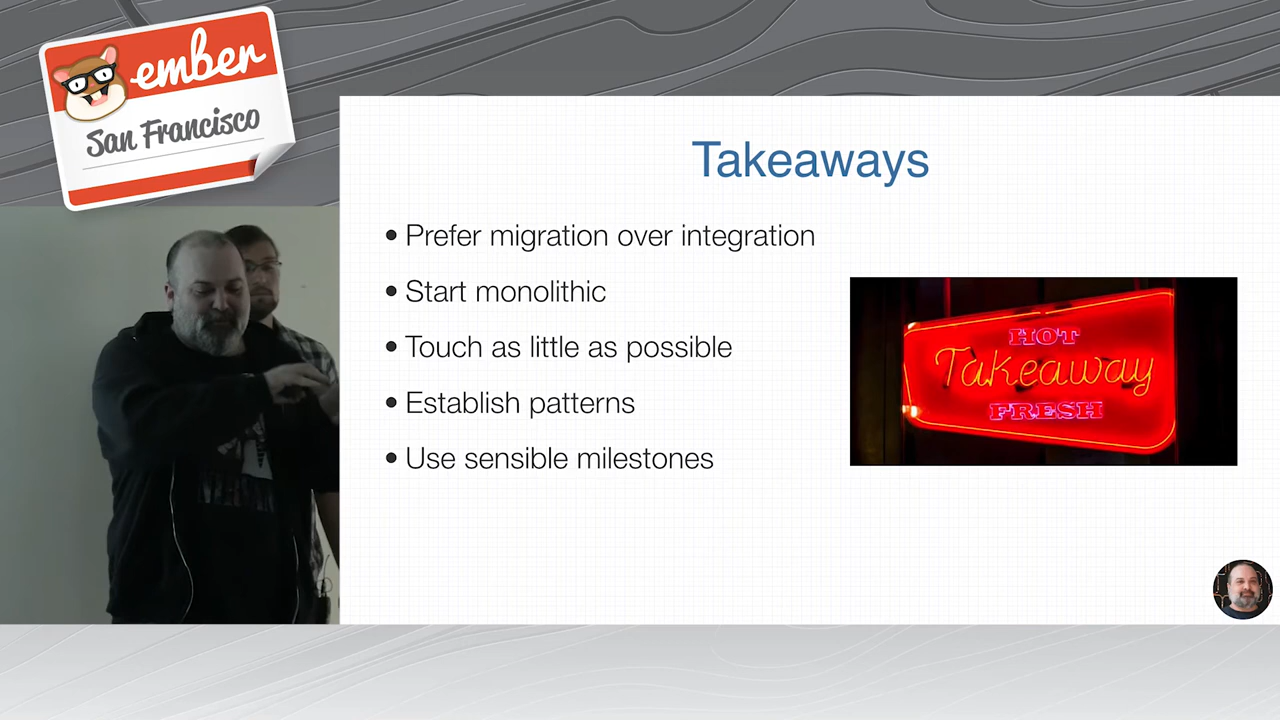 ember
San Francisco
Takeaways
• Prefer migration over integration
• Start monolithic
• Touch as little as possible
• Establish patterns
• Use sensible milestones
HOT
Takeaway
FRESH